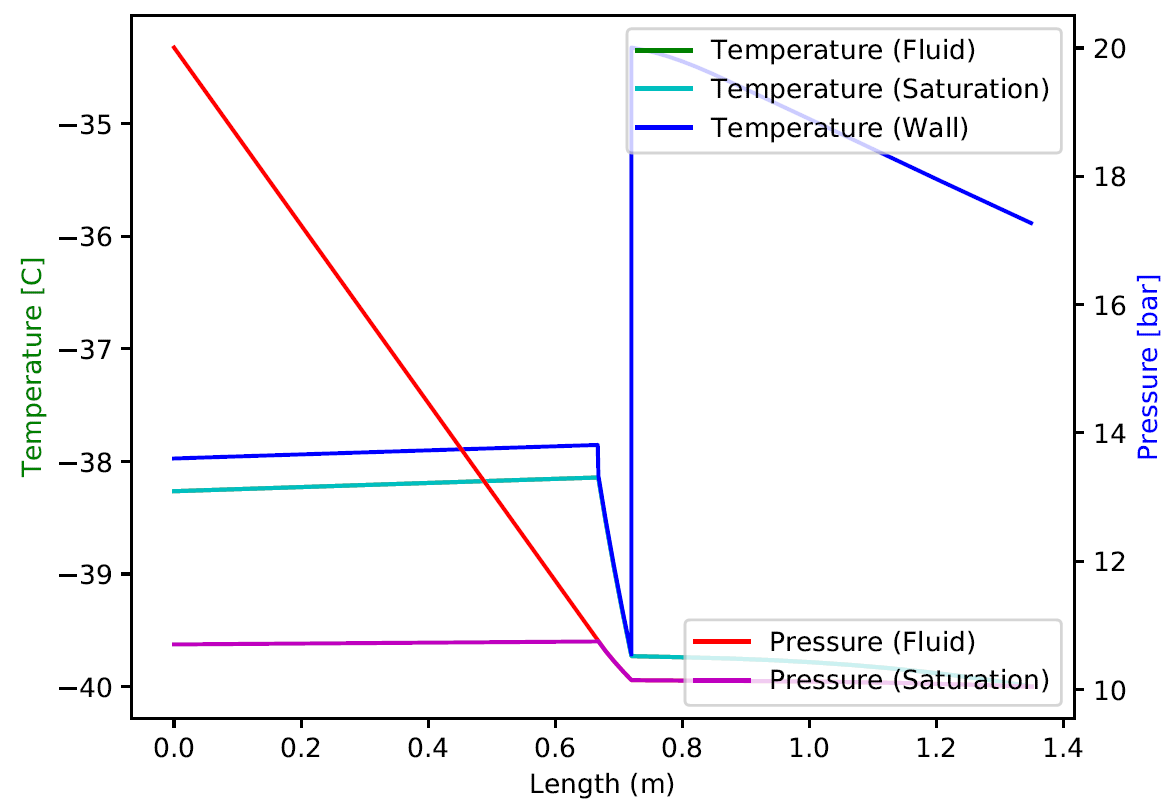 Temperature (Fluid)
Temperature (Saturation)
Temperature (Wall)
Pressure (Fluid)
Pressure (Saturation)
Temperature [C]
−35
−36
−37
−38
−39
−40
20
18
16
14
12
10
Pressure [bar]
0.0 0.2 0.4 0.6 0.8 1.0 1.2 1.4
Length (m)